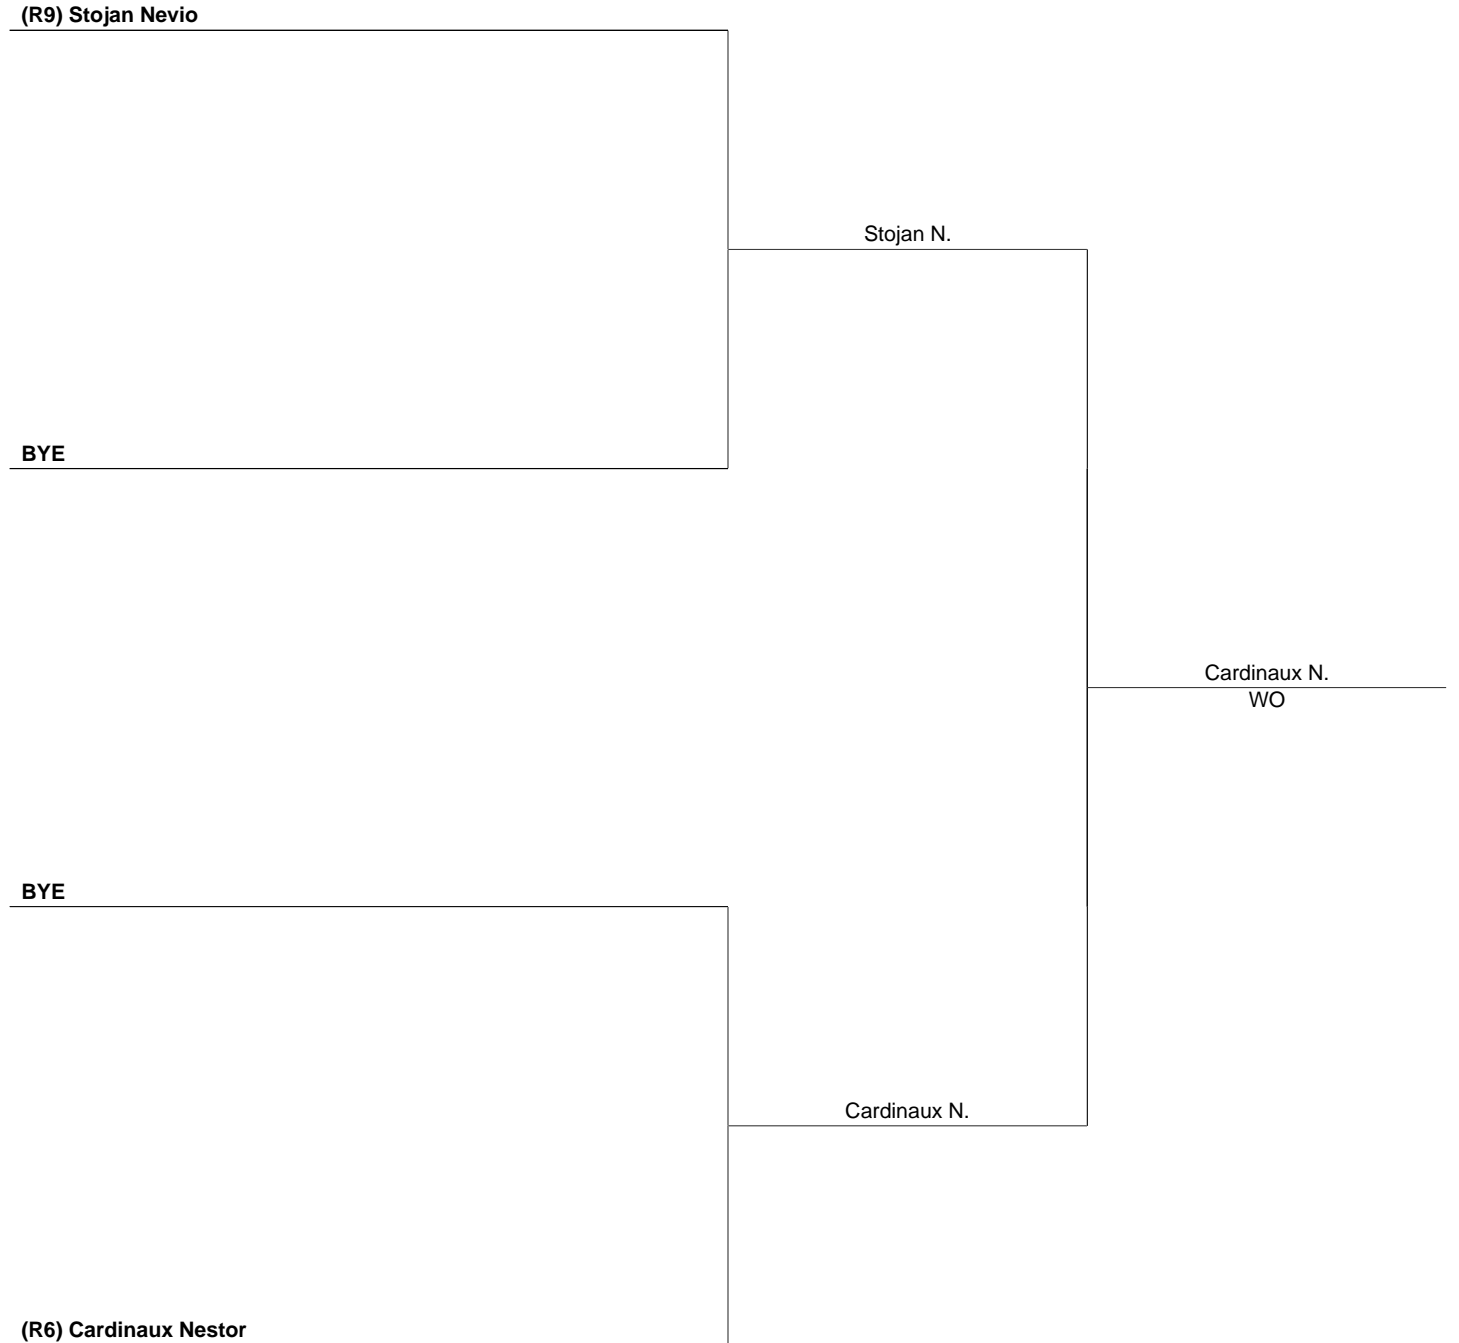 (R9) Stojan Nevio
Stojan N.
BYE
Cardinaux N.
WO
BYE
Cardinaux N.
(R6) Cardinaux Nestor